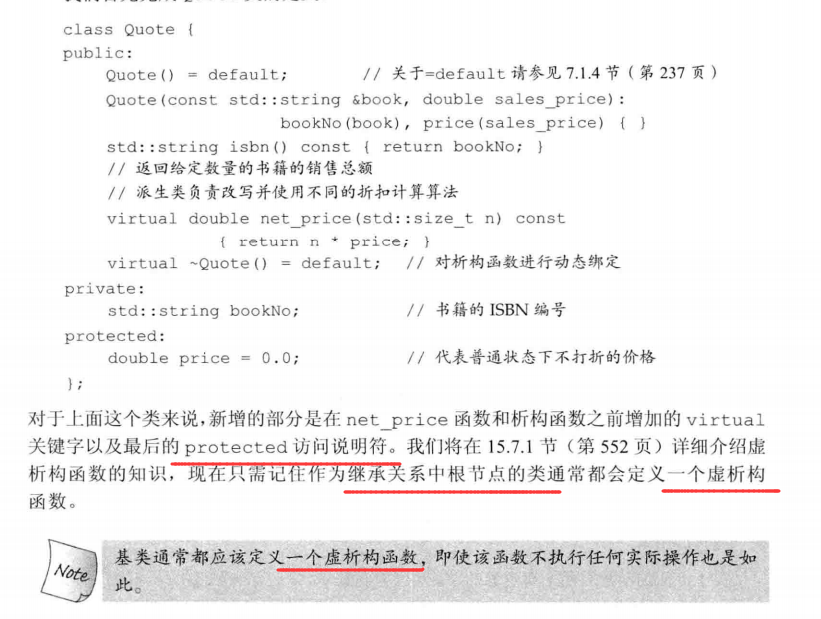 class Quote {
public:
Quote() = default; // 关于=default 请参见 7.1.4 节(第 237 页)
Quote(const std::string &book, double sales_price):
bookNo(book), price(sales_price) { }
std::string isbn() const { return bookNo; }
// 返回给定数量的书籍的销售总额
// 派生类负责改写并使用不同的折扣计算算法
virtual double net_price(std::size_t n) const
{ return n * price; }
virtual ~Quote() = default; // 对析构函数进行动态绑定
private:
std::string bookNo; // 书籍的 ISBN 编号
protected:
double price = 0.0; // 代表普通状态下不打折的价格
};
对于上面这个类来说,新增的部分是在 net_price 函数和析构函数之前增加的 virtual
关键字以及最后的 protected 访问说明符。我们将在 15.7.1 节(第 552 页)详细介绍虚
析构函数的知识,现在只需记住作为继承关系中根节点的类通常都会定义一个虚析构
函数。
Note
基类通常都应该定义一个虚析构函数,即使该函数不执行任何实际操作也是如
此。